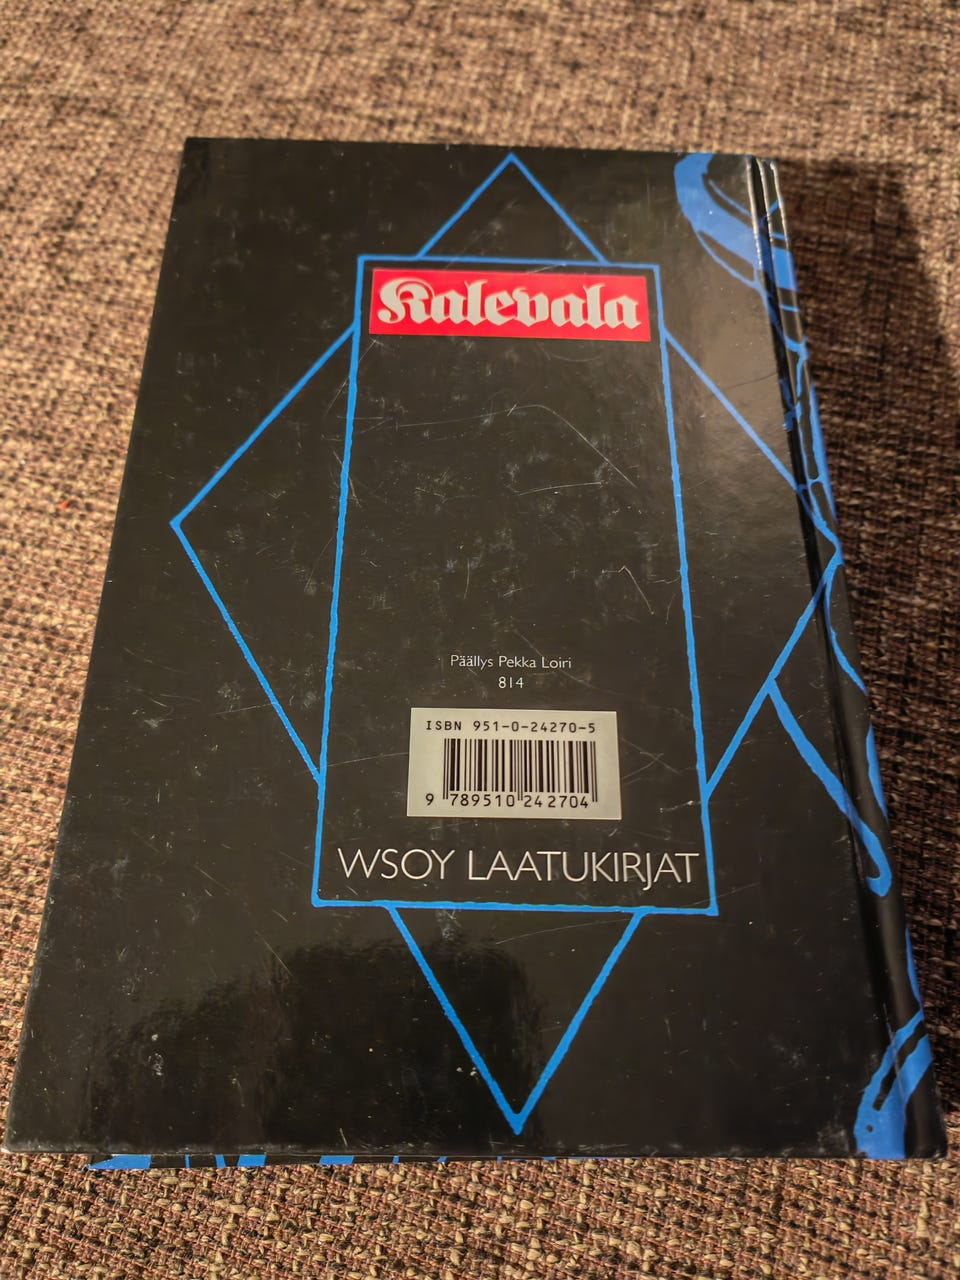 Kalevala
Päällys Pekka Loiri
814
ISBN 951-0-24270-5
9 789510 242704
WSOY LAATUKIRJAT